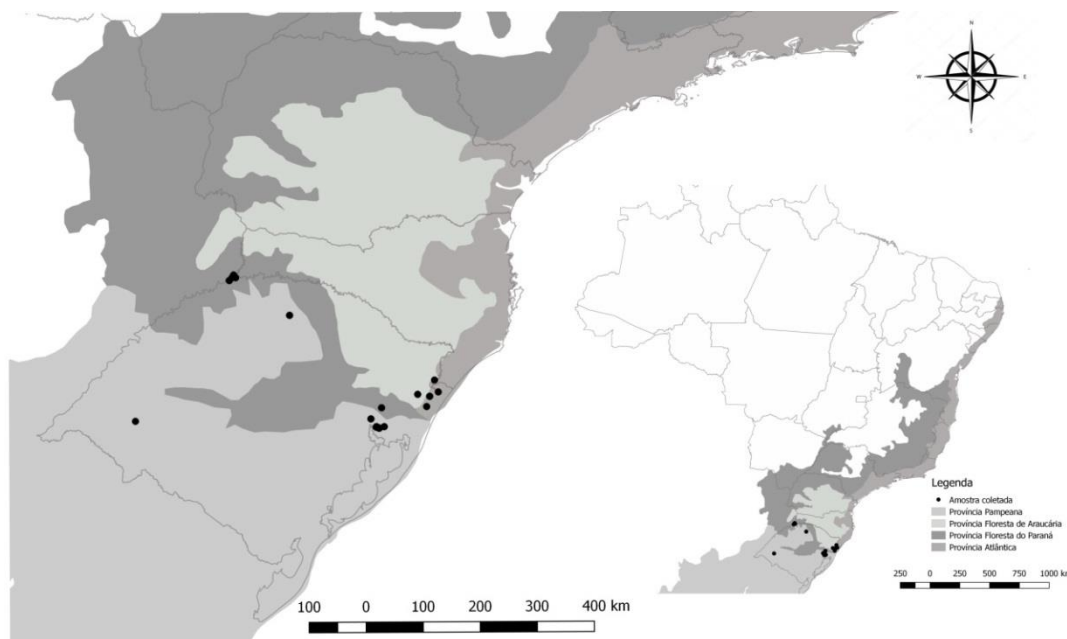 N
W
E
S
Legenda
Amostra coletada
Província Pampeana
Província Floresta de Araucária
Província Floresta do Paraná
Província Atlântica
250 0 250 500 750 1000 km
100 0 100 200 300 400 km